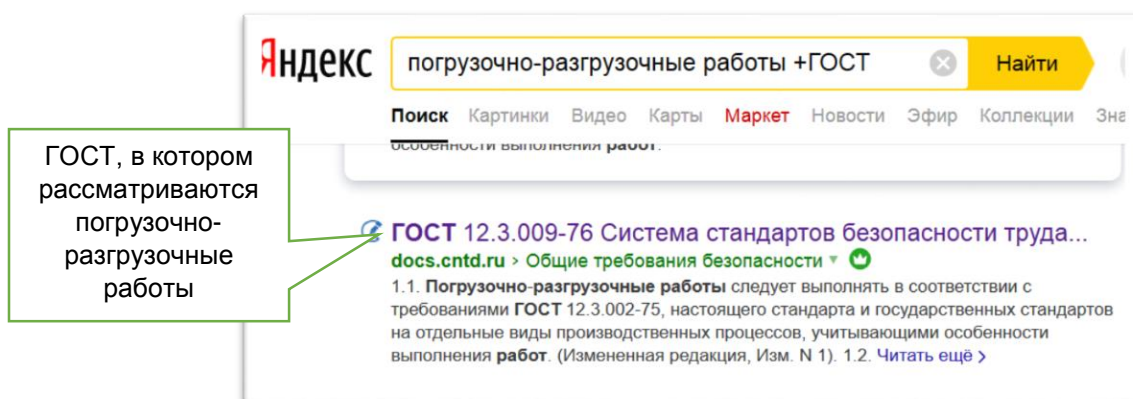 Яндекс
погрузочно-разгрузочные работы +ГОСТ
Найти
Поиск Картинки Видео Карты Маркет Новости Эфир Коллекции Зна
особенности выполнения работ.
ГОСТ, в котором
рассматриваются
погрузочно-
разгрузочные
работы
ГОСТ 12.3.009-76 Система стандартов безопасности труда...
docs.cntd.ru › Общие требования безопасности
1.1. Погрузочно-разгрузочные работы следует выполнять в соответствии с
требованиями ГОСТ 12.3.002-75, настоящего стандарта и государственных стандартов
на отдельные виды производственных процессов, учитывающими особенности
выполнения работ. (Измененная редакция, Изм. N 1). 1.2. Читать ещё ›